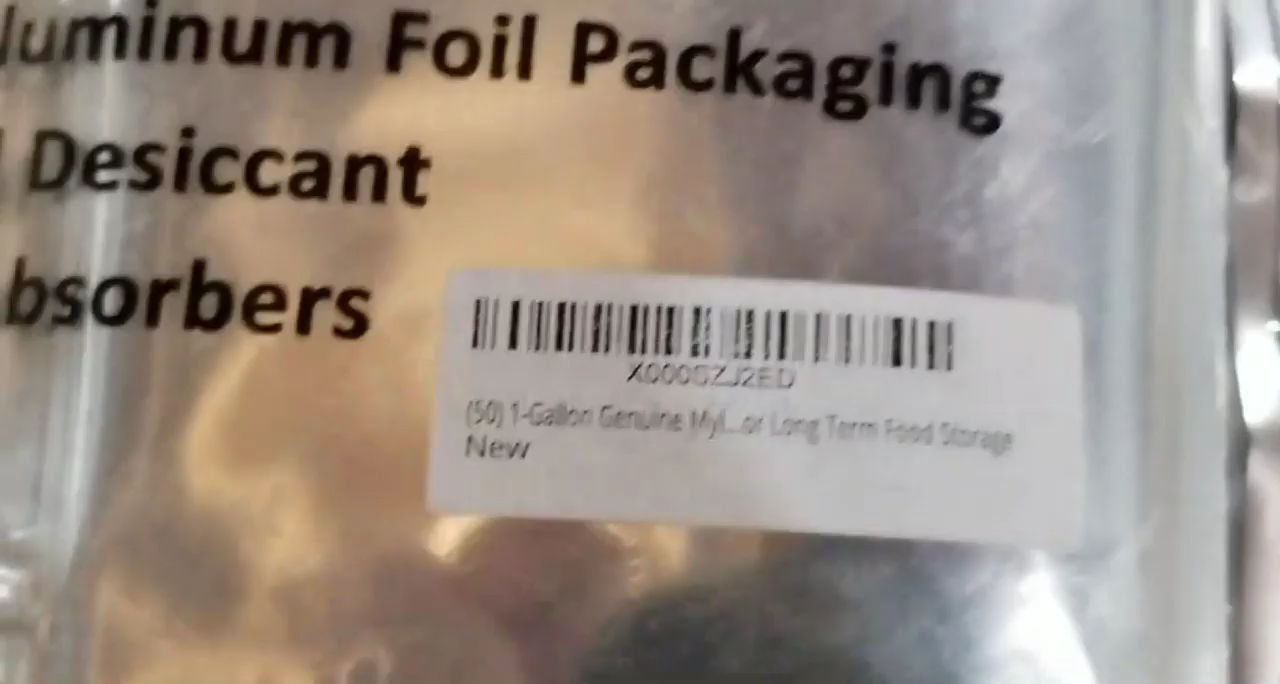 luminum Foil Packaging
Desiccant
bsorbers
X000SZJ2ED
(50) 1-Gallon Genuine Myl...or Long Term Food Storage
New